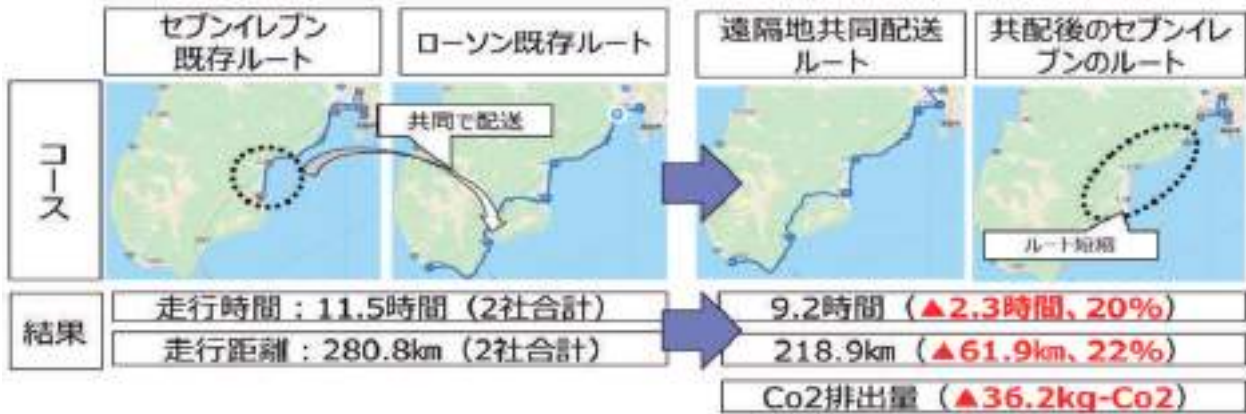 セブンイレブン
既存ルート
ローソン既存ルート
遠隔地共同配送
ルート
共配後のセブンイレ
ブンのルート
コース
共同で配送
ルート短縮
結果
走行時間：11.5時間（2社合計）
9.2時間（▲2.3時間、20%）
走行距離：280.8km（2社合計）
218.9km（▲61.9km、22%）
Co2排出量（▲36.2kg-Co2）